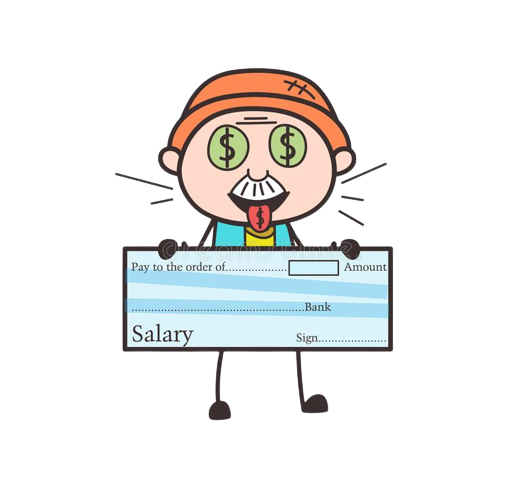 $ $
$
Pay to the order of................... Amount
......................................................Bank
Salary Sign.....................